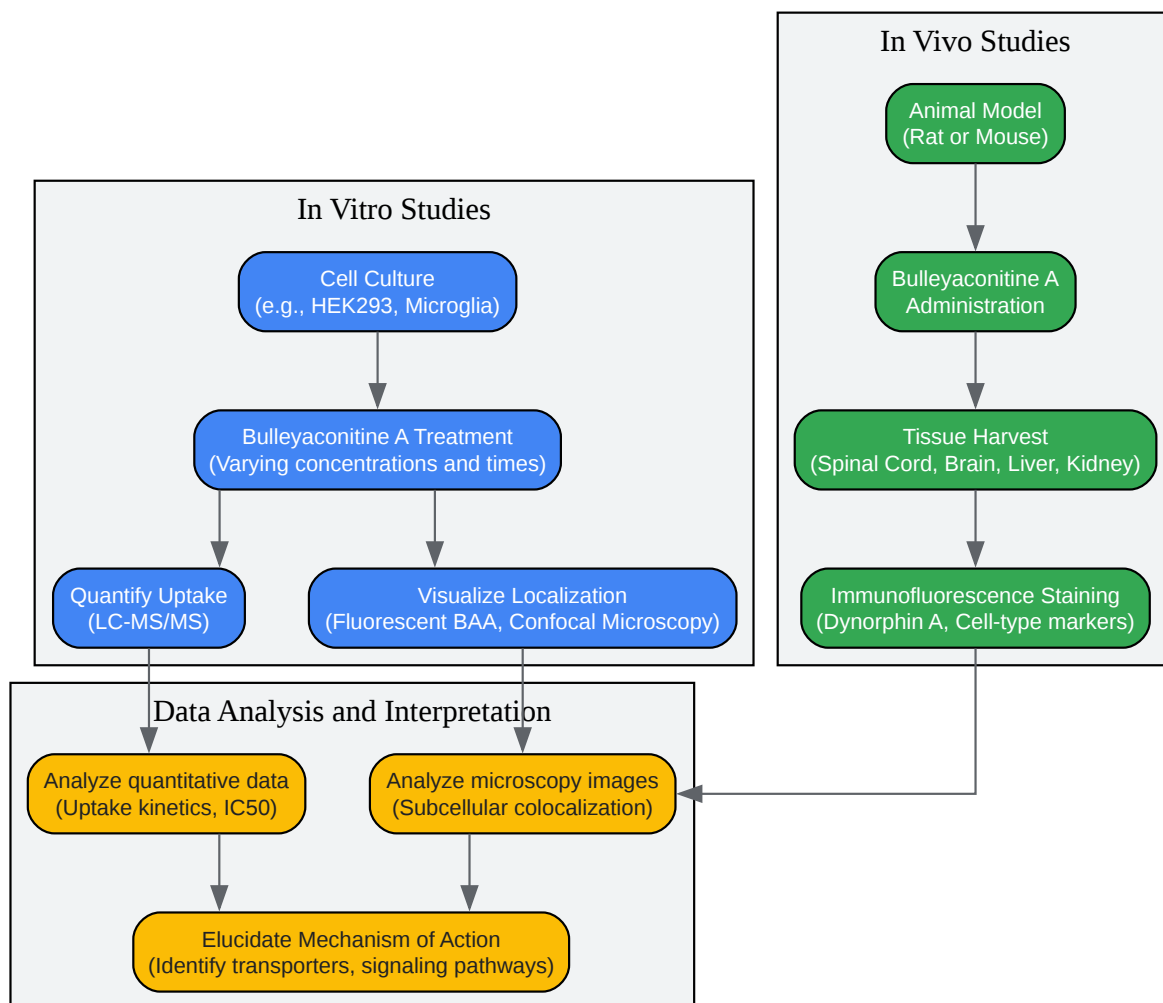 In Vivo Studies
Animal Model
(Rat or Mouse)
Bulleyaconitine A
Administration
Tissue Harvest
(Spinal Cord, Brain, Liver, Kidney)
Immunofluorescence Staining
(Dynorphin A, Cell-type markers)
In Vitro Studies
Cell Culture
(e.g., HEK293, Microglia)
Bulleyaconitine A Treatment
(Varying concentrations and times)
Quantify Uptake
(LC-MS/MS)
Visualize Localization
(Fluorescent BAA, Confocal Microscopy)
Data Analysis and Interpretation
Analyze quantitative data
(Uptake kinetics, IC50)
Analyze microscopy images
(Subcellular colocalization)
Elucidate Mechanism of Action
(Identify transporters, signaling pathways)